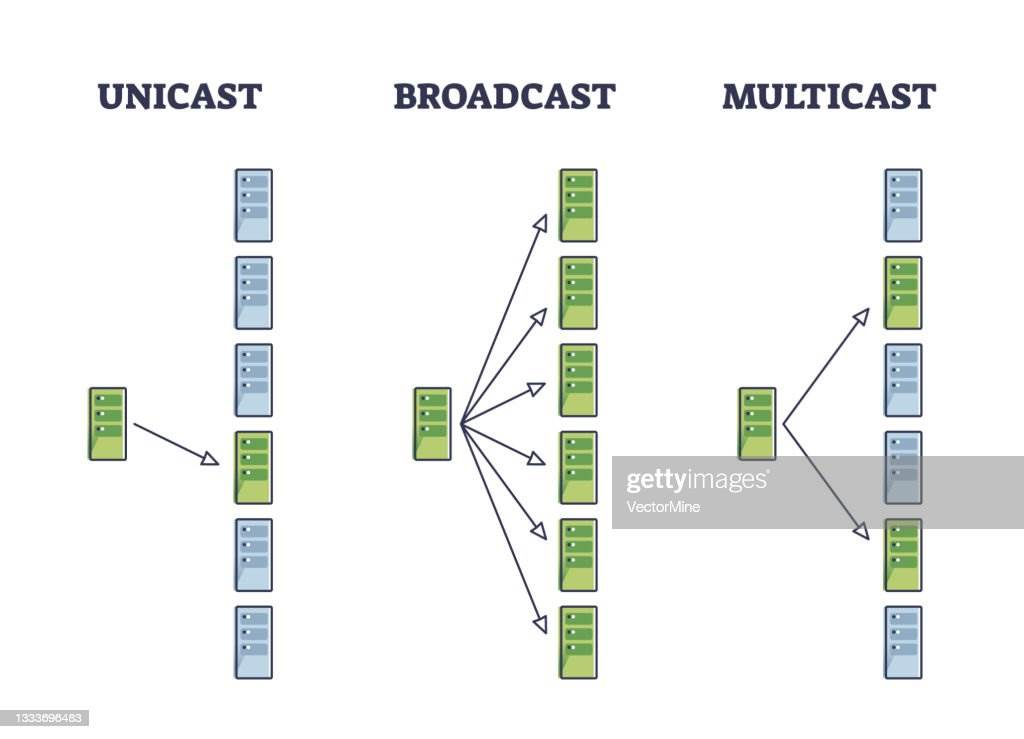 UNICAST
BROADCAST
MULTICAST
gettyimages
VectorMine
1333696483